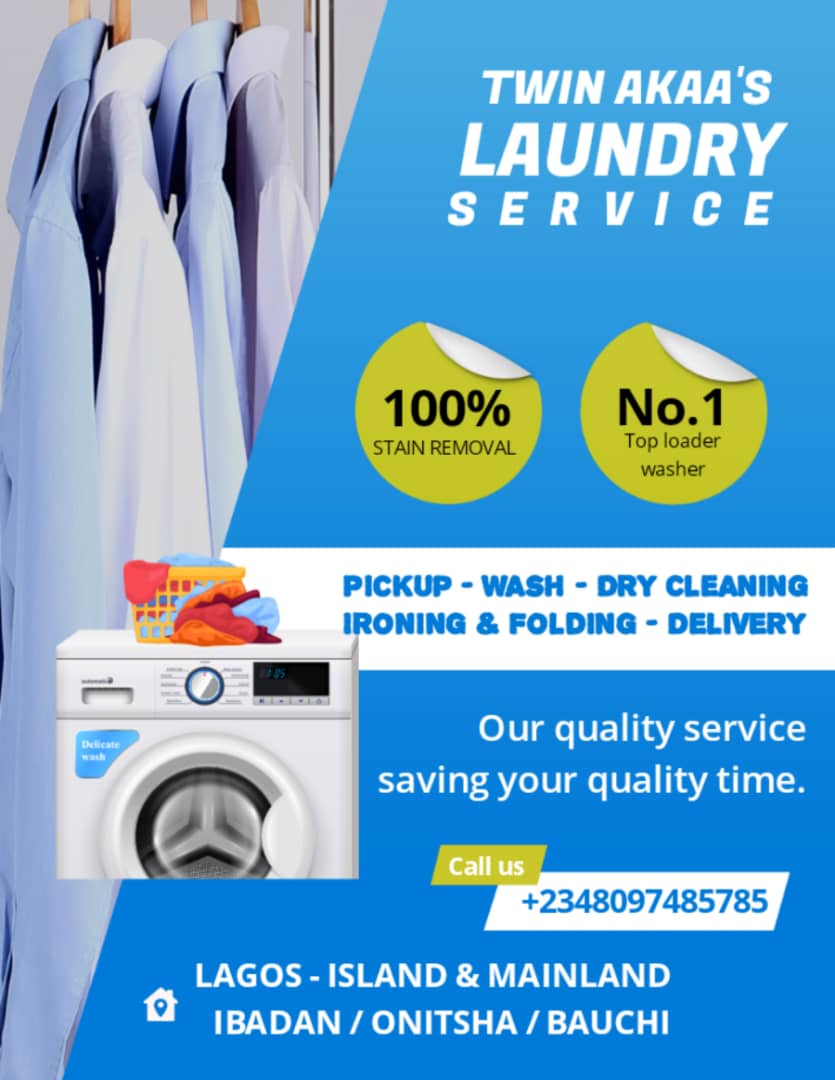 TWIN AKAA'S
LAUNDRY
SERVICE
100%
STAIN REMOVAL
No.1
Top loader
washer
PICKUP - WASH - DRY CLEANING
IRONING & FOLDING - DELIVERY
automatic
Delicate
wash
Our quality service
saving your quality time.
Call us
+2348097485785
LAGOS - ISLAND & MAINLAND
IBADAN / ONITSHA / BAUCHI